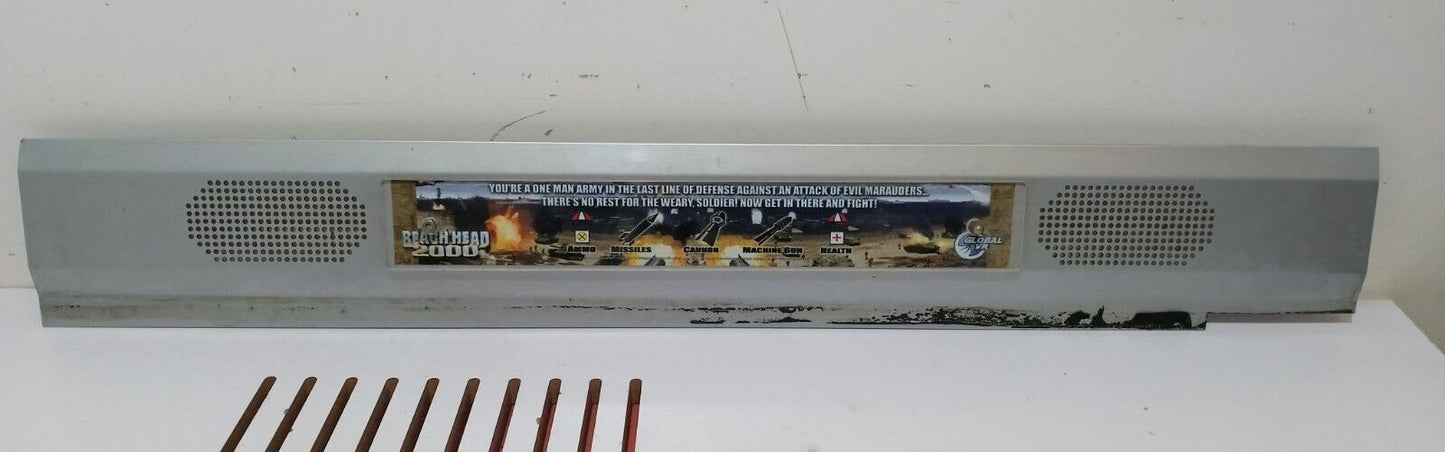 YOU'RE A ONE MAN ARMY IN THE LAST LINE OF DEFENSE AGAINST AN ATTACK OF EVIL MARAUDERS.
THERE'S NO REST FOR THE WEARY, SOLDIER! NOW GET IN THERE AND FIGHT!
BEACH HEAD
2000
AMMO MISSILES CANNON MACHINE GUN HEALTH
GLOBAL
VR